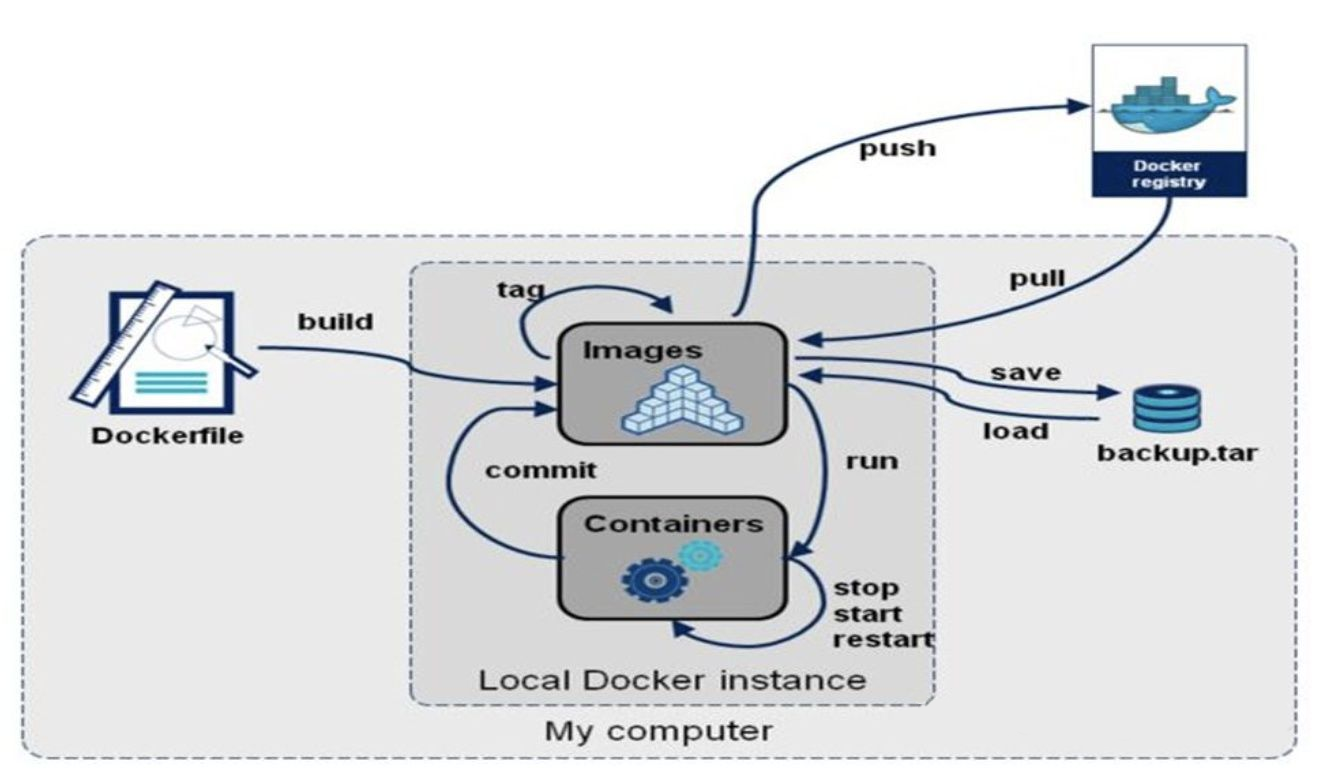 push
Docker
registry
tag
pull
build
Images
save
load
Dockerfile
backup.tar
commit
run
Containers
stop
start
restart
Local Docker instance
My computer